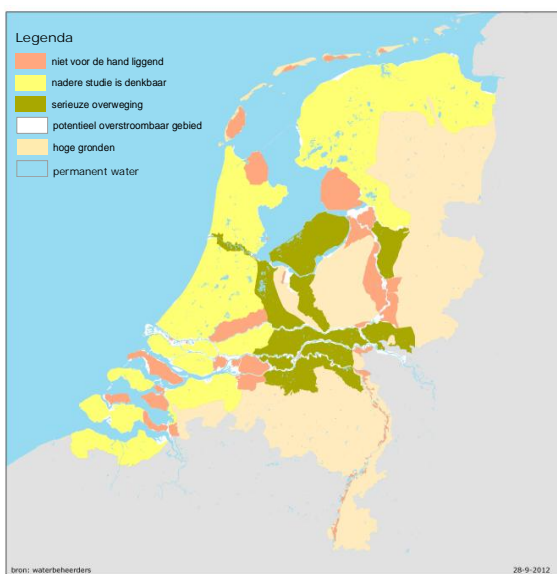 Legenda
niet voor de hand liggend
nadere studie is denkbaar
serieuze overweging
potentieel overstroombaar gebied
hoge gronden
permanent water
bron: waterbeheerders
28-9-2012